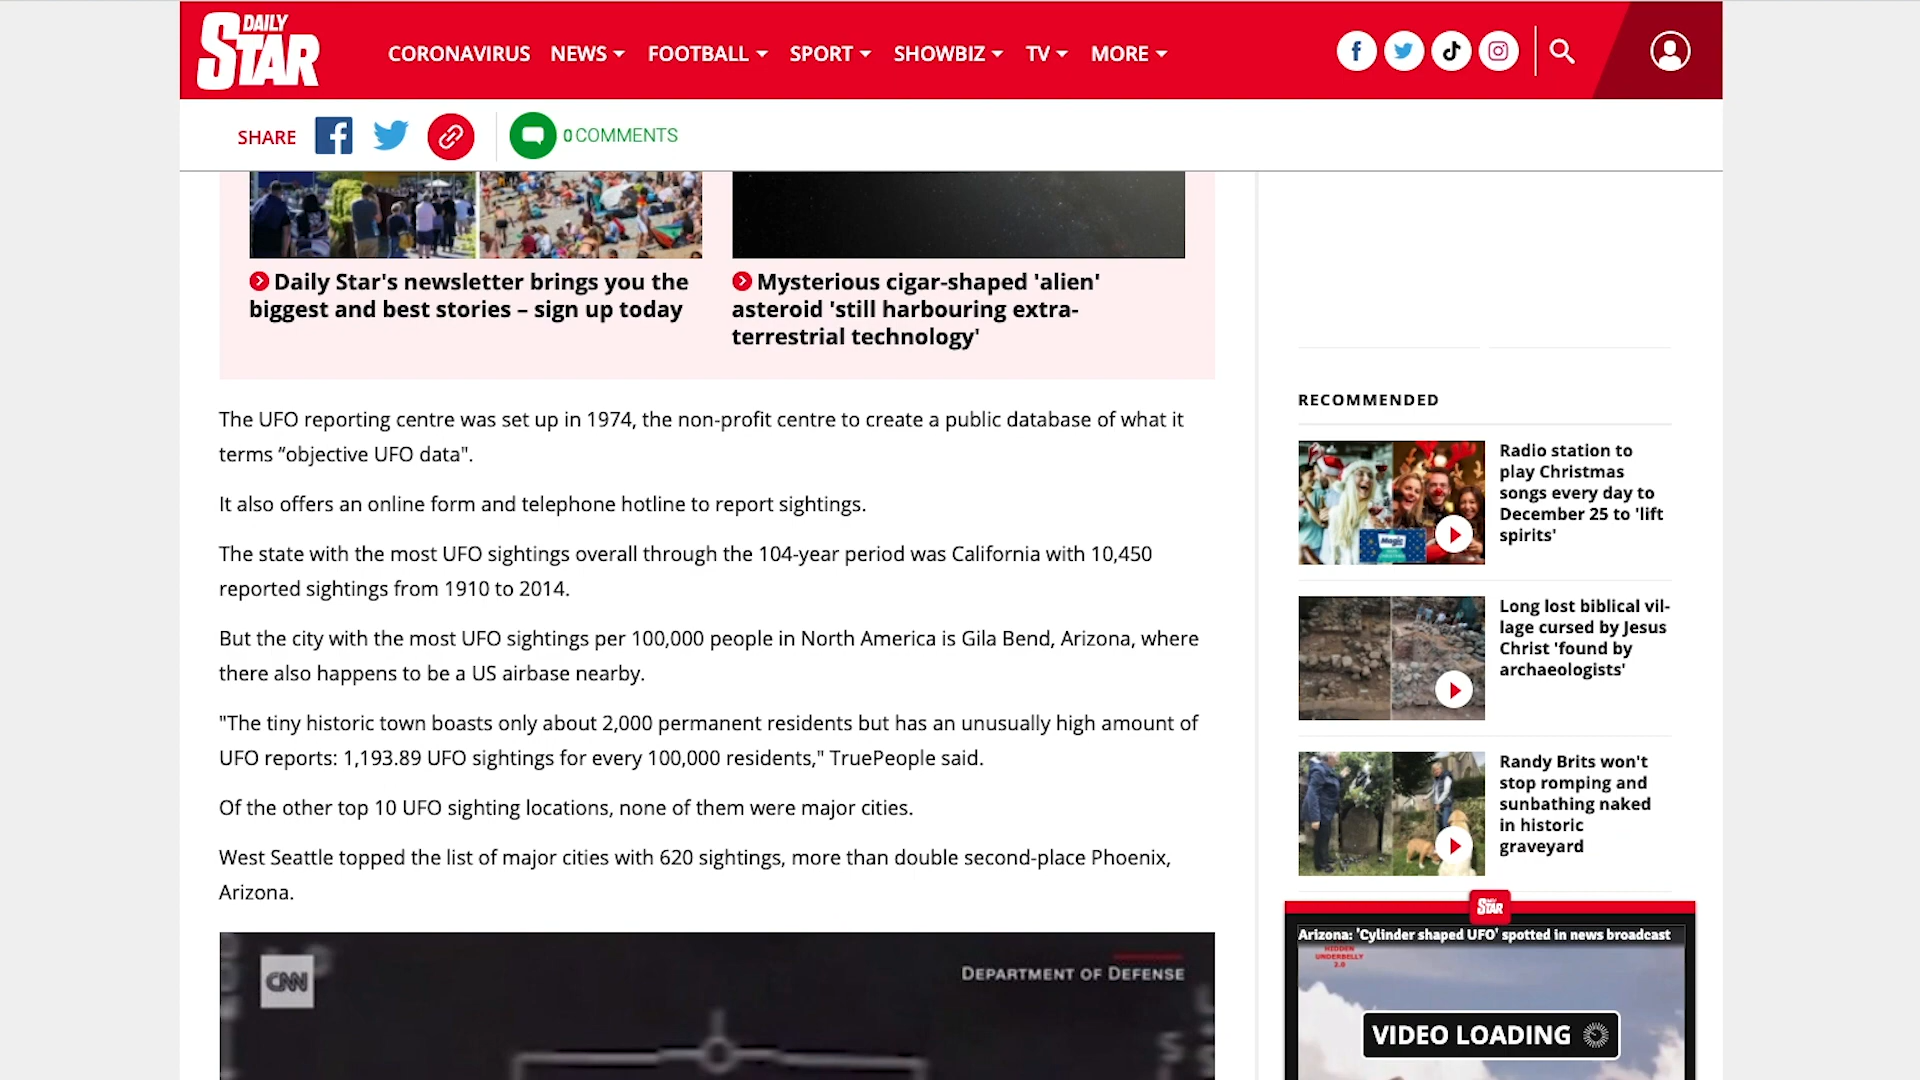 DAILY
STAR
CORONAVIRUS NEWS FOOTBALL SPORT SHOWBIZ TV MORE
SHARE 0 COMMENTS
Daily Star's newsletter brings you the
biggest and best stories – sign up today
Mysterious cigar-shaped 'alien'
asteroid 'still harbouring extra-
terrestrial technology'
The UFO reporting centre was set up in 1974, the non-profit centre to create a public database of what it
terms ”objective UFO data".
It also offers an online form and telephone hotline to report sightings.
The state with the most UFO sightings overall through the 104-year period was California with 10,450
reported sightings from 1910 to 2014.
But the city with the most UFO sightings per 100,000 people in North America is Gila Bend, Arizona, where
there also happens to be a US airbase nearby.
"The tiny historic town boasts only about 2,000 permanent residents but has an unusually high amount of
UFO reports: 1,193.89 UFO sightings for every 100,000 residents," TruePeople said.
Of the other top 10 UFO sighting locations, none of them were major cities.
West Seattle topped the list of major cities with 620 sightings, more than double second-place Phoenix,
Arizona.
CNN
DEPARTMENT OF DEFENSE
RECOMMENDED
Radio station to
play Christmas
songs every day to
December 25 to 'lift
spirits'
Magic
Long lost biblical vil-
lage cursed by Jesus
Christ 'found by
archaeologists'
Randy Brits won't
stop romping and
sunbathing naked
in historic
graveyard
STAR
Arizona: 'Cylinder shaped UFO' spotted in news broadcast
HIDDEN
UNDERBELLY
2.0
VIDEO LOADING